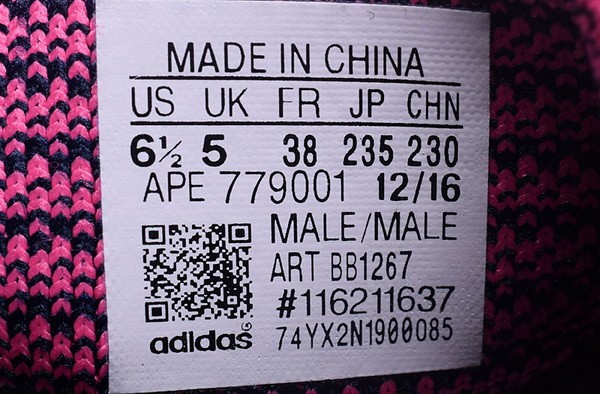 MADE IN CHINA
US UK FR JP CHN
6½ 5 38 235 230
APE 779001 12/16
MALE/MALE
ART BB1267
#116211637
adidas 74YX2N1900085